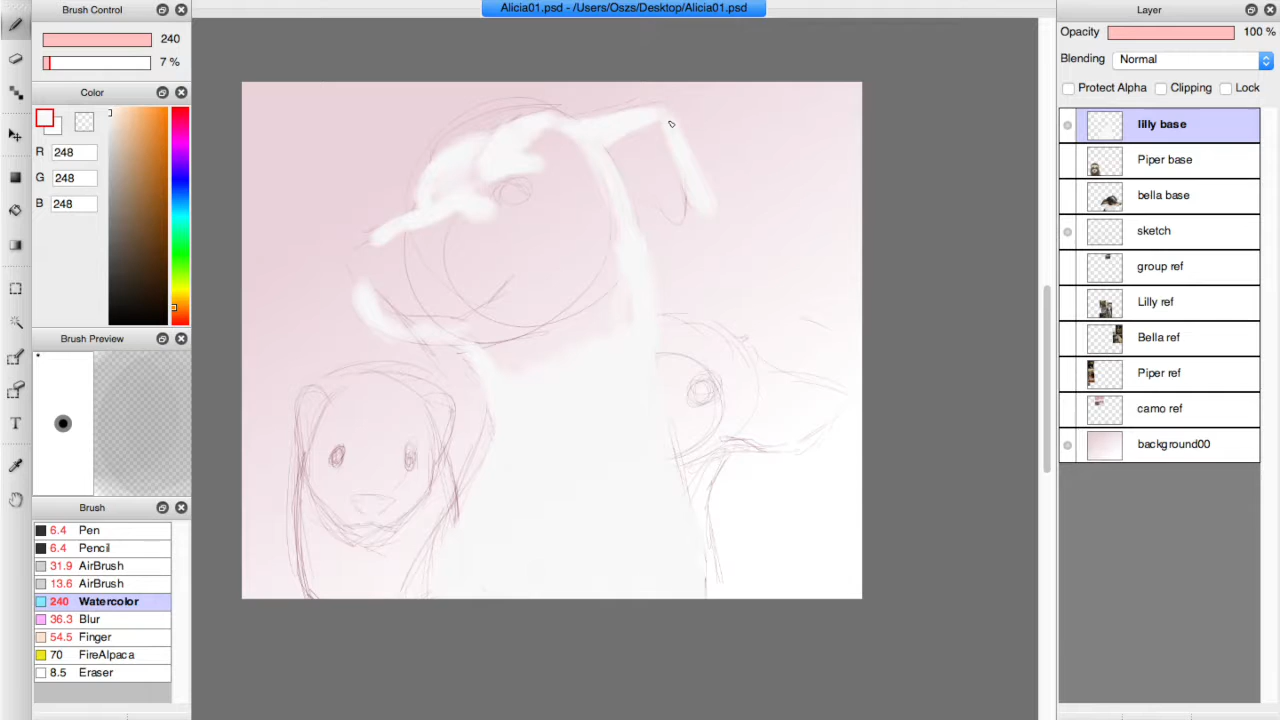 Alicia01.psd - /Users/Oszs/Desktop/Alicia01.psd
Brush Control
240
7 %
Color
R 248
G 248
B 248
Brush Preview
Brush
6.4 Pen
6.4 Pencil
31.9 AirBrush
13.6 AirBrush
240 Watercolor
36.3 Blur
54.5 Finger
70 FireAlpaca
8.5 Eraser
T
Layer
Opacity 100 %
Blending Normal
Protect Alpha Clipping Lock
lilly base
Piper base
bella base
sketch
group ref
Lilly ref
Bella ref
Piper ref
camo ref
background00